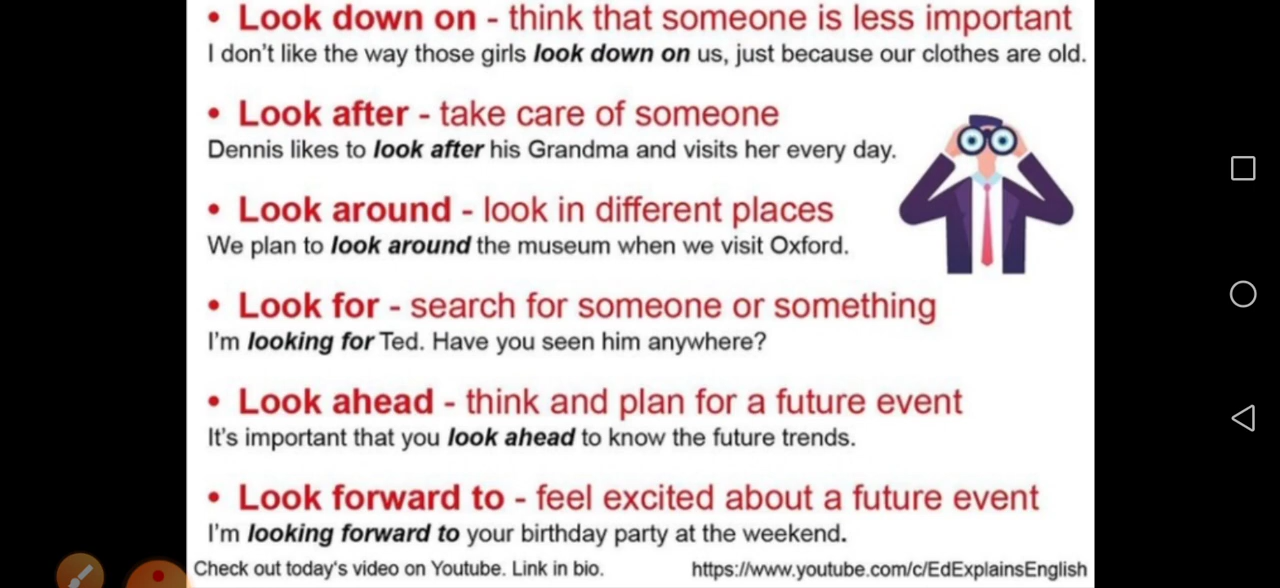 • Look down on - think that someone is less important
I don't like the way those girls look down on us, just because our clothes are old.
• Look after - take care of someone
Dennis likes to look after his Grandma and visits her every day.
• Look around - look in different places
We plan to look around the museum when we visit Oxford.
• Look for - search for someone or something
I'm looking for Ted. Have you seen him anywhere?
• Look ahead - think and plan for a future event
It's important that you look ahead to know the future trends.
• Look forward to - feel excited about a future event
I'm looking forward to your birthday party at the weekend.
Check out today's video on Youtube. Link in bio. https://www.youtube.com/c/EdExplainsEnglish